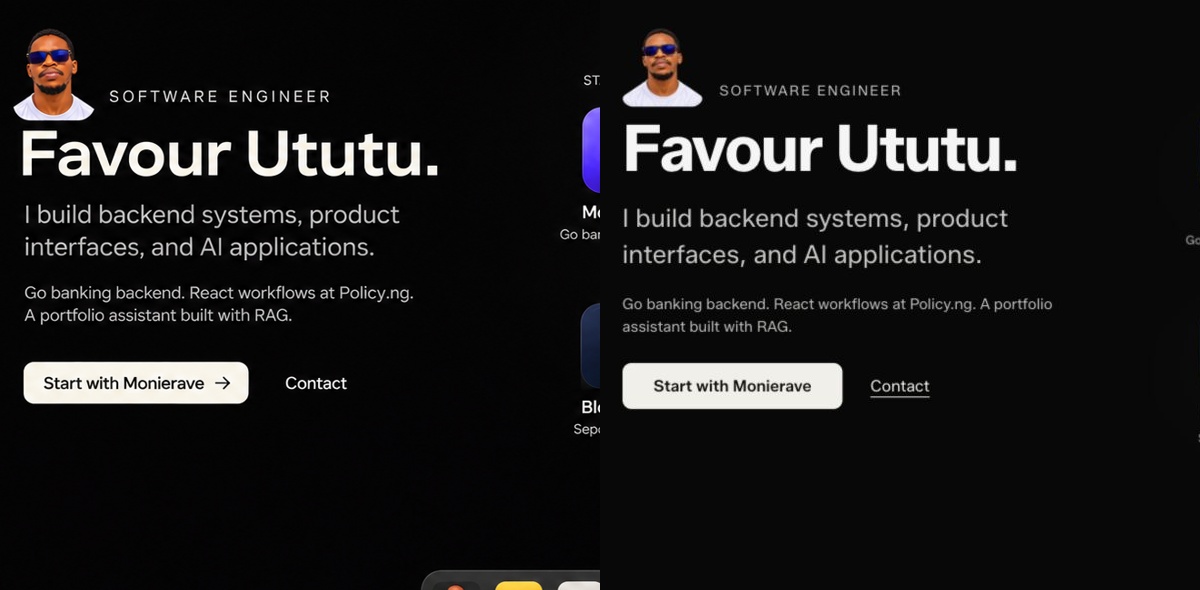 SOFTWARE ENGINEER
Favour Ututu.
I build backend systems, product
interfaces, and AI applications.
Go banking backend. React workflows at Policy.ng.
A portfolio assistant built with RAG.
Start with Monierave →
Contact
Go
SOFTWARE ENGINEER
Favour Ututu.
I build backend systems, product
interfaces, and AI applications.
Go banking backend. React workflows at Policy.ng. A portfolio
assistant built with RAG.
Start with Monierave
Contact